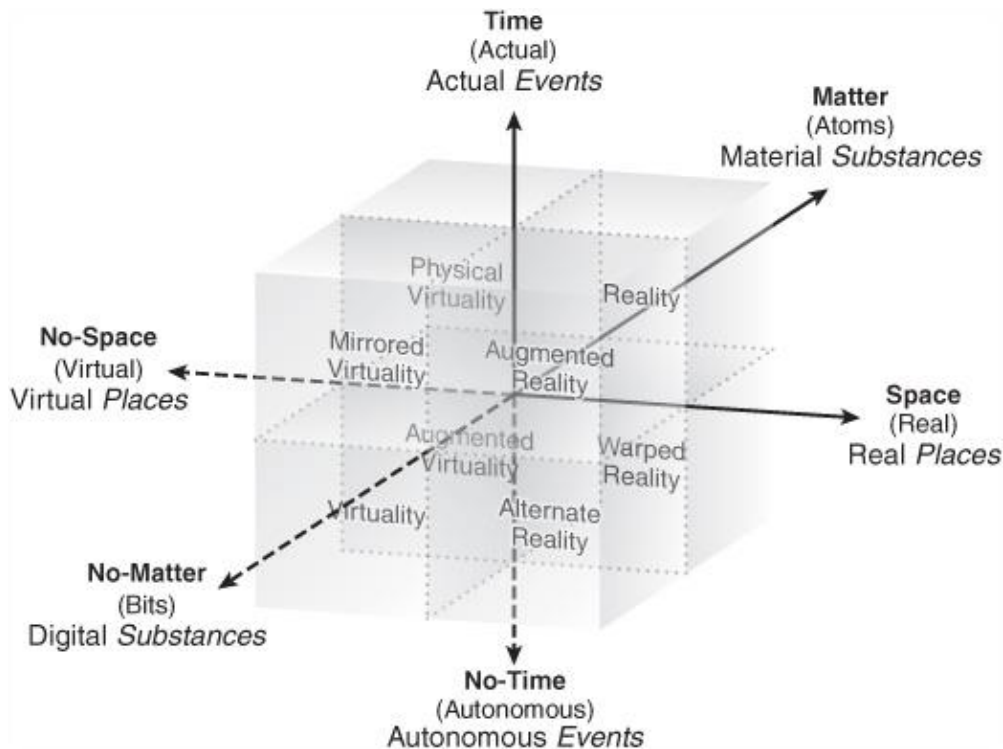 Time
(Actual)
Actual Events
Matter
(Atoms)
Material Substances
Physical
Virtuality
Reality
No-Space
(Virtual)
Virtual Places
Mirrored
Virtuality
Augmented
Reality
Space
(Real)
Real Places
Augmented
Virtuality
Warped
Reality
Virtuality
Alternate
Reality
No-Matter
(Bits)
Digital Substances
No-Time
(Autonomous)
Autonomous Events